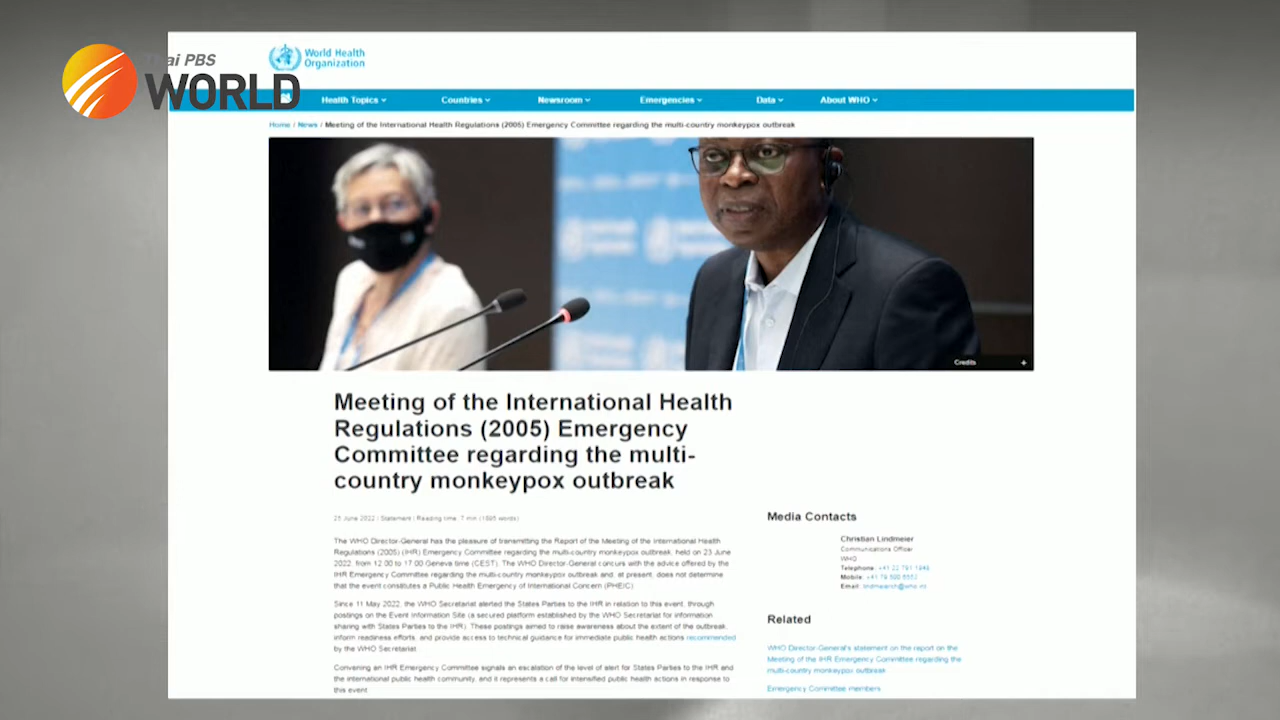 Thai PBS
WORLD
World Health
Organization
Health Topics
Countries
Newsroom
Emergencies
Data
About WHO
Home / News / Meeting of the International Health Regulations (2005) Emergency Committee regarding the multi-country monkeypox outbreak
Credits +
Meeting of the International Health
Regulations (2005) Emergency
Committee regarding the multi-
country monkeypox outbreak
25 June 2022 | Statement | Reading time: 7 min
The WHO Director-General has the pleasure of transmitting the Report of the Meeting of the International Health
Regulations (2005) (IHR) Emergency Committee regarding the multi-country monkeypox outbreak, held on 23 June
2022, from 12:00 to 17:00 Geneva time (CEST). The WHO Director-General concurs with the advice offered by the
IHR Emergency Committee regarding the multi-country monkeypox outbreak and, at present, does not determine
that the event constitutes a Public Health Emergency of International Concern (PHEIC)
Since 11 May 2022, the WHO Secretariat alerted the States Parties to the IHR in relation to this event, through
postings on the Event Information Site (a secured platform established by the WHO Secretariat for information
sharing with States Parties to the IHR). These postings aimed to raise awareness about the extent of the outbreak,
inform readiness efforts, and provide access to technical guidance for immediate public health actions recommended
by the WHO Secretariat.
Convening an IHR Emergency Committee signals an escalation of the level of alert for States Parties to the IHR and
the international public health community, and it represents a call for intensified public health actions in response to
this event.
Media Contacts
Christian Lindmeier
Communications Officer
WHO
Telephone: +41 22 791 1948
Mobile:
Email: lindmeierch@who.int
Related
WHO Director-General's statement on the report on the
Meeting of the IHR Emergency Committee regarding the
multi-country monkeypox outbreak
Emergency Committee members